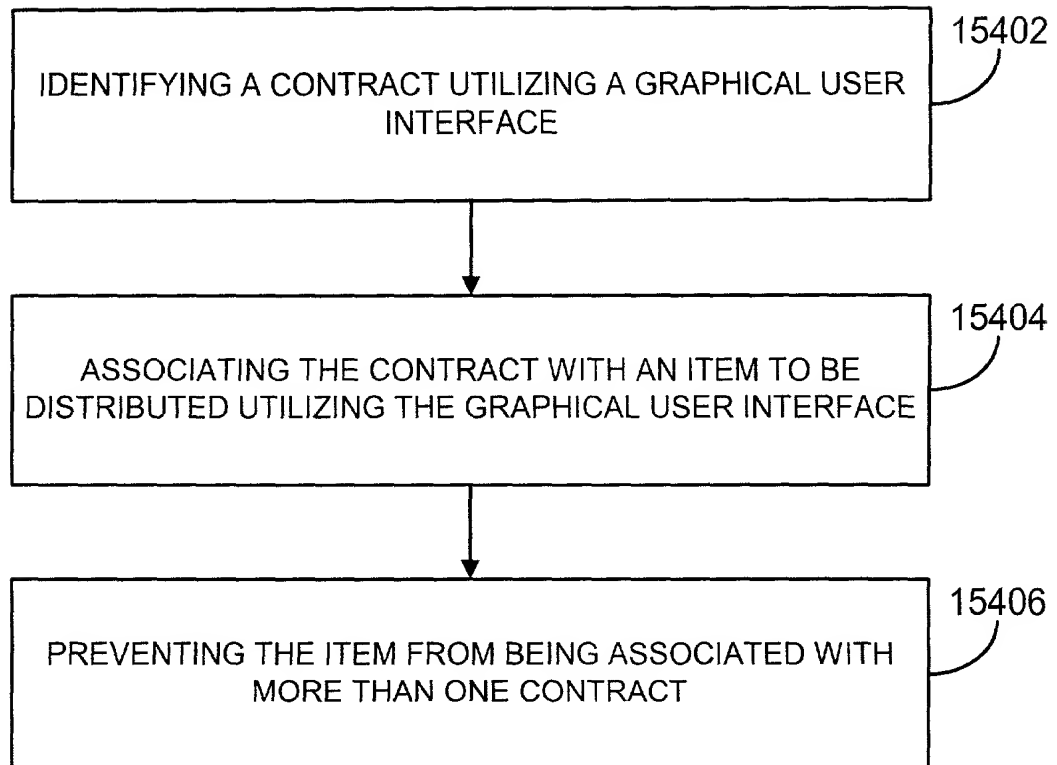 15402
IDENTIFYING A CONTRACT UTILIZING A GRAPHICAL USER
INTERFACE
15404
ASSOCIATING THE CONTRACT WITH AN ITEM TO BE
DISTRIBUTED UTILIZING THE GRAPHICAL USER INTERFACE
15406
PREVENTING THE ITEM FROM BEING ASSOCIATED WITH
MORE THAN ONE CONTRACT